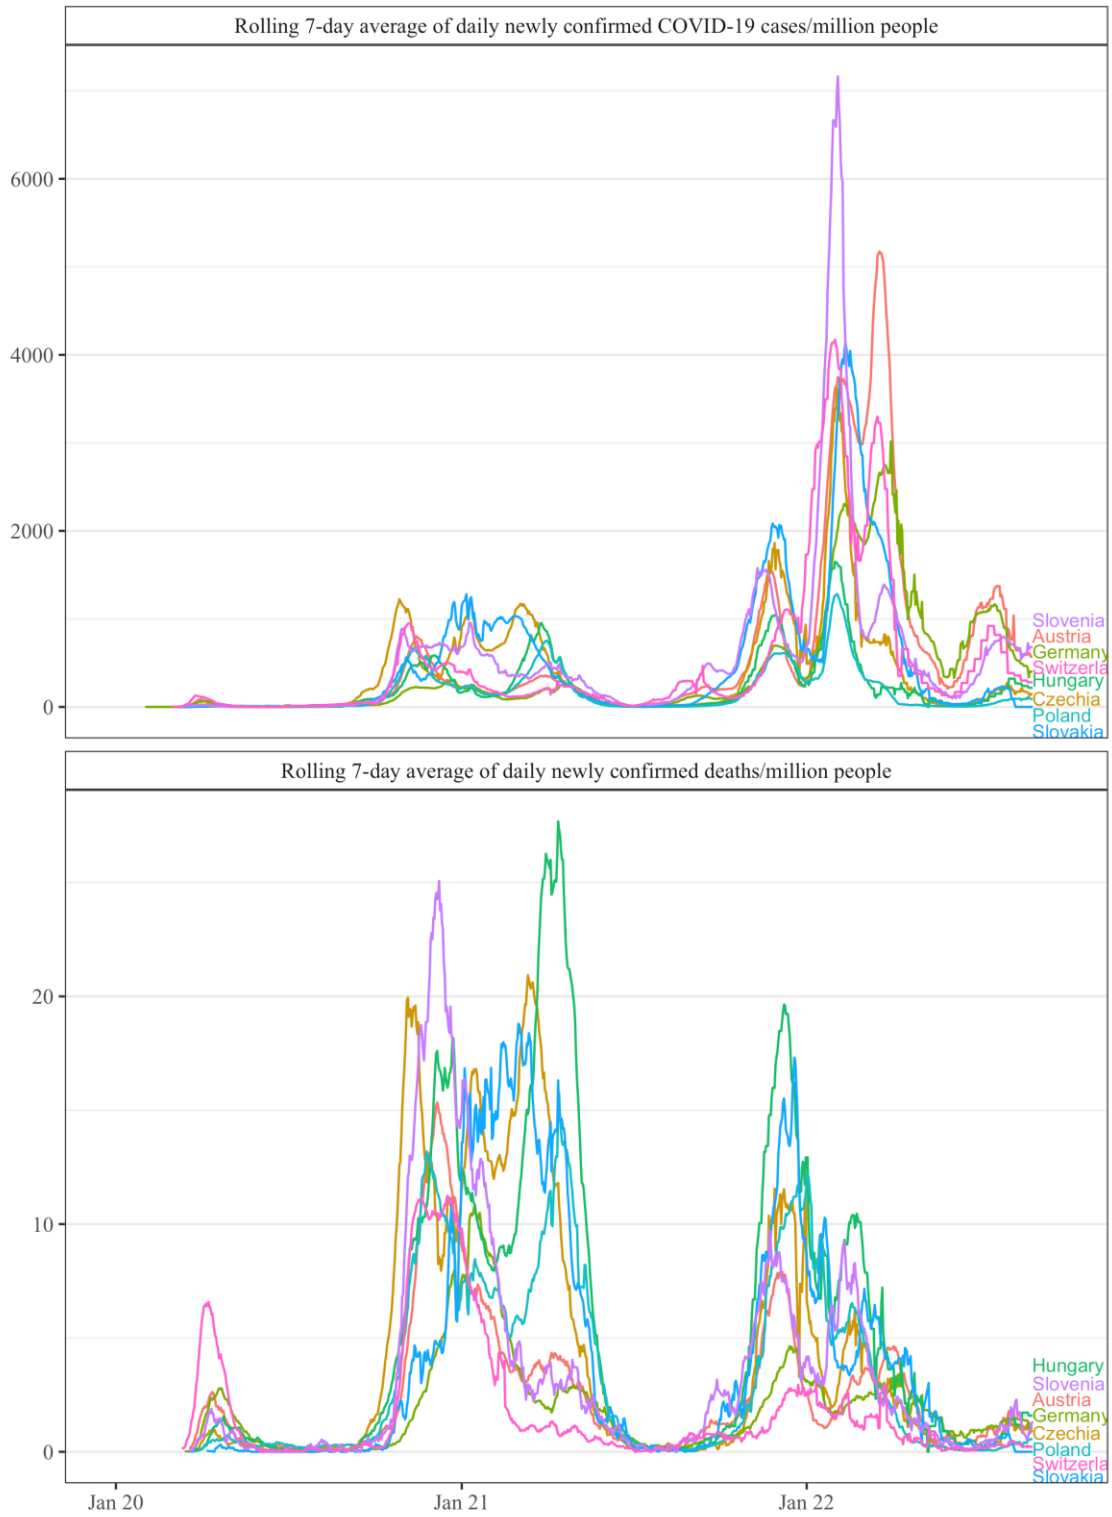 Rolling 7-day average of daily newly confirmed COVID-19 cases/million people
6000
4000
2000
0
Slovenia
Austria
Germany
Switzerla
Hungary
Czechia
Poland
Slovakia
Rolling 7-day average of daily newly confirmed deaths/million people
20
10
0
Hungary
Slovenia
Austria
Germany
Czechia
Poland
Switzerla
Slovakia
Jan 20 Jan 21 Jan 22